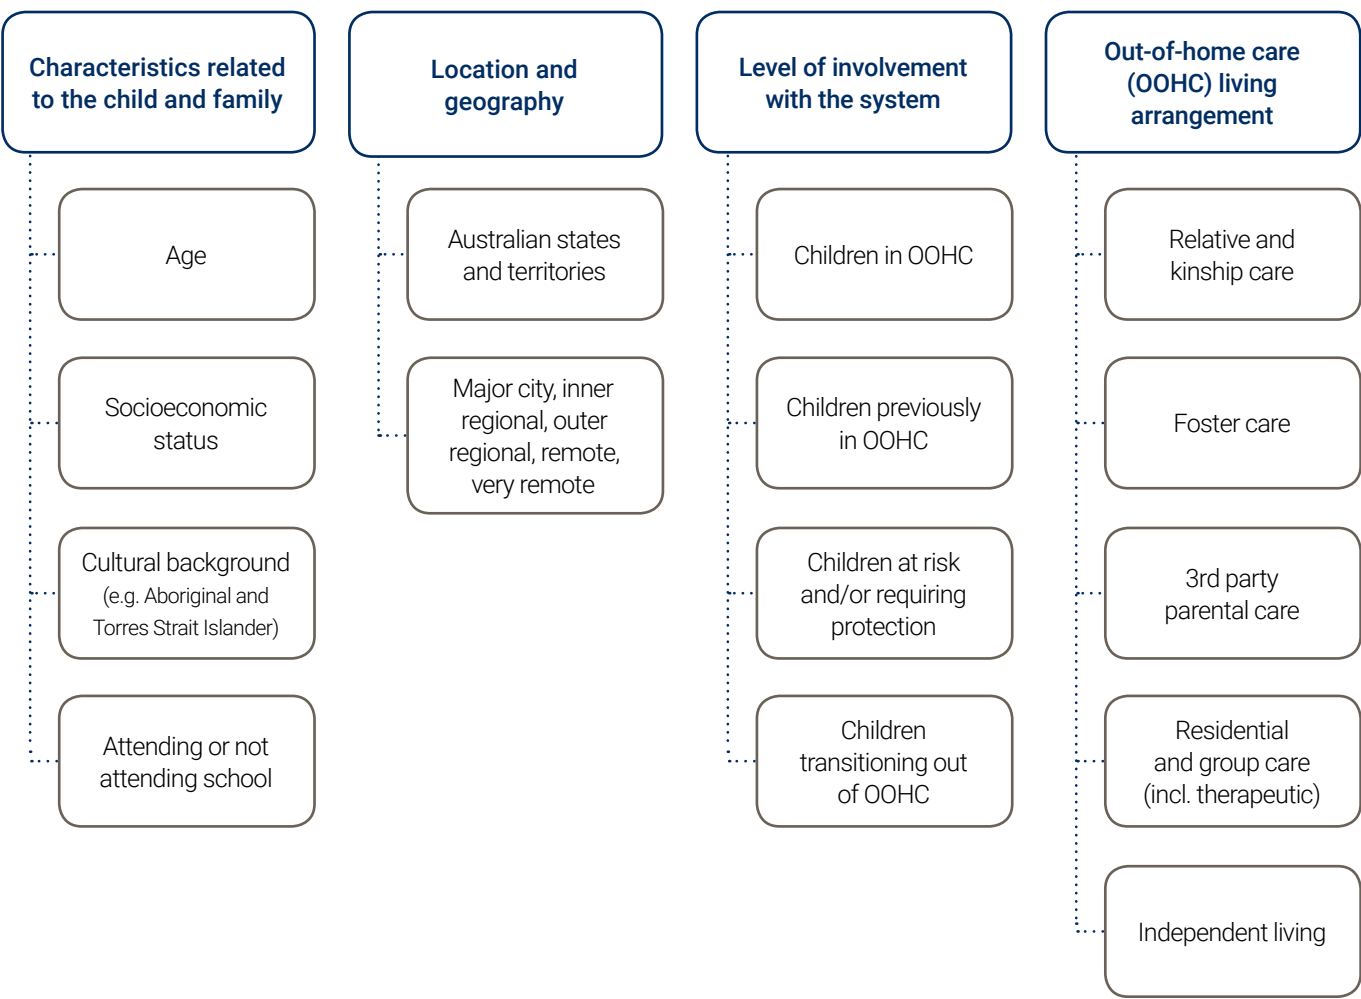 Characteristics related
to the child and family
Age
Socioeconomic
status
Cultural background
(e.g. Aboriginal and
Torres Strait Islander)
Attending or not
attending school
Location and
geography
Australian states
and territories
Major city, inner
regional, outer
regional, remote,
very remote
Level of involvement
with the system
Children in OOHC
Children previously
in OOHC
Children at risk
and/or requiring
protection
Children
transitioning out
of OOHC
Out-of-home care
(OOHC) living
arrangement
Relative and
kinship care
Foster care
3rd party
parental care
Residential
and group care
(incl. therapeutic)
Independent living